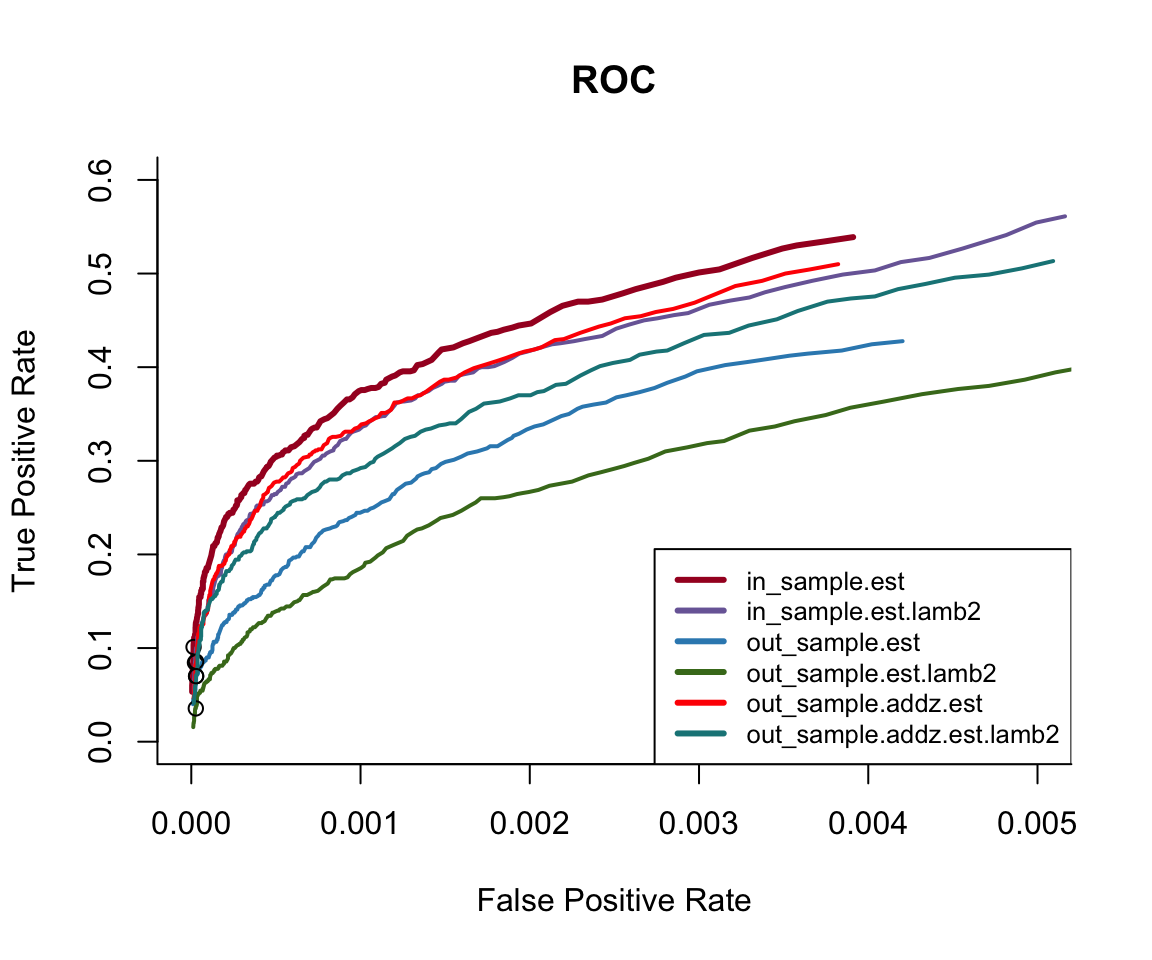 ROC
True Positive Rate
0.6
0.5
0.4
0.3
0.2
0.1
0.0
in_sample.est
in_sample.est.lamb2
out_sample.est
out_sample.est.lamb2
out_sample.addz.est
out_sample.addz.est.lamb2
0.000 0.001 0.002 0.003 0.004 0.005
False Positive Rate